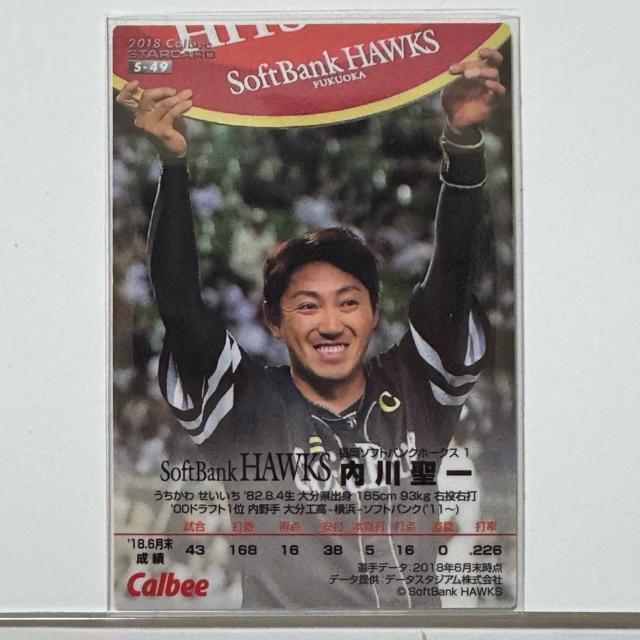 HITS
2018 Calbee
STARCARD
S-49
SoftBank HAWKS
FUKUOKA
福岡ソフトバンクホークス 1
SoftBank HAWKS 内川聖一
うちかわ せいいち '82.8.4生 大分県出身 185cm 93kg 右投右打
'00ドラフト1位 内野手 大分工高-横浜-ソフトバンク('11~)
試合 打数 得点 安打 本塁打 打点 盗塁 打率
'18.6月末
成績 43 168 16 38 5 16 0 .226
選手データ:2018年6月末時点
データ提供:データスタジアム株式会社
Calbee © SoftBank HAWKS